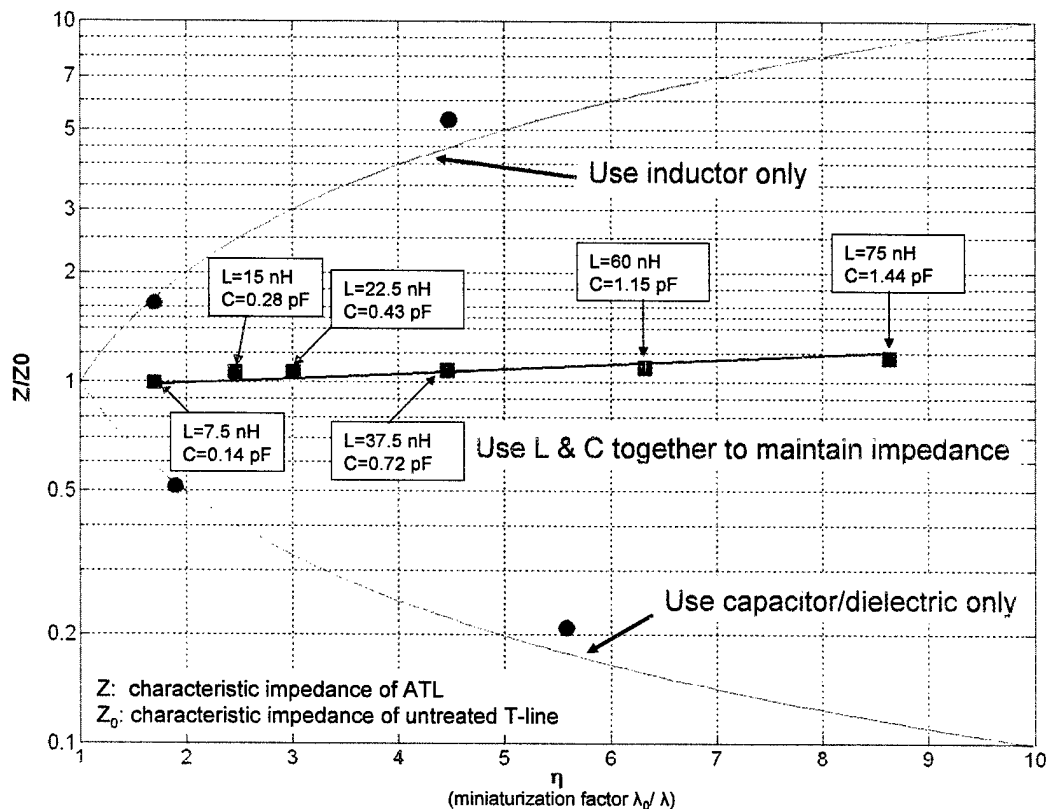 10
7
5
3
2
1
0.5
0.2
0.1
Z/Z0
Use inductor only
L=15 nH
C=0.28 pF
L=22.5 nH
C=0.43 pF
L=60 nH
C=1.15 pF
L=75 nH
C=1.44 pF
L=7.5 nH
C=0.14 pF
L=37.5 nH
C=0.72 pF
Use L & C together to maintain impedance
Use capacitor/dielectric only
Z: characteristic impedance of ATL
Z₀: characteristic impedance of untreated T-line
1 2 3 4 5 6 7 8 9 10
η
(miniaturization factor λ₀/ λ)